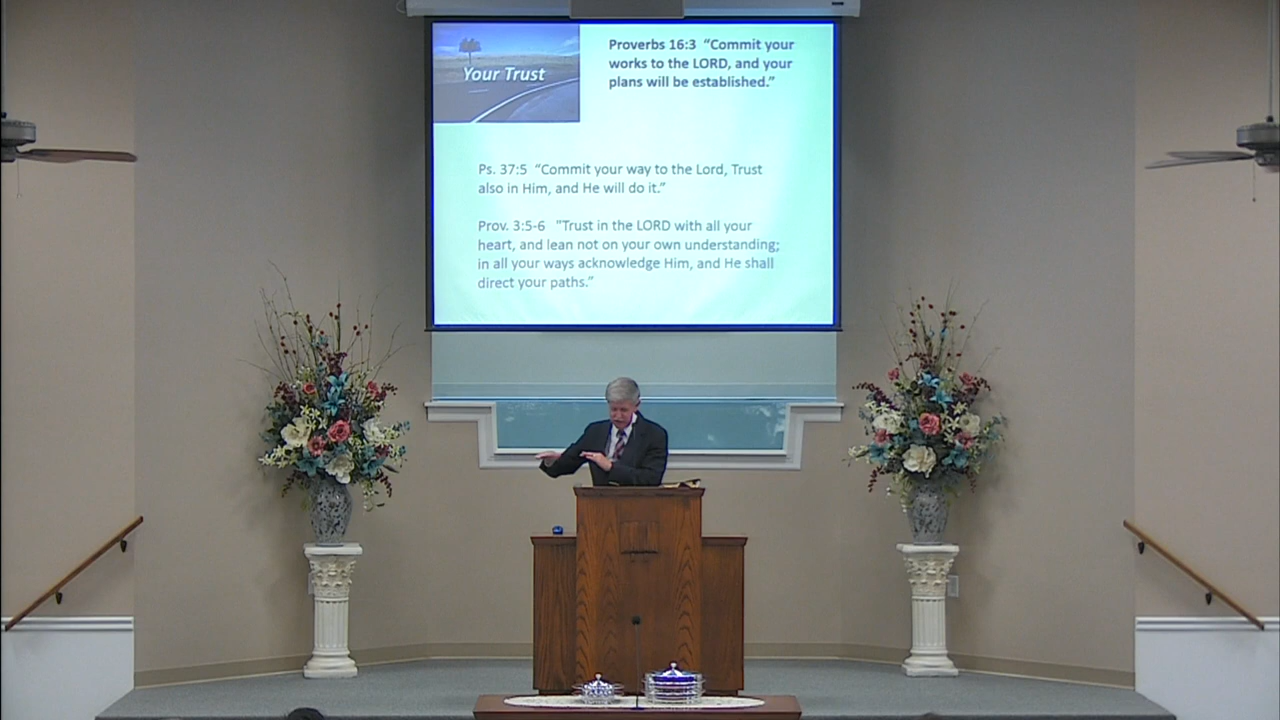 Your Trust
Proverbs 16:3 “Commit your
works to the LORD, and your
plans will be established.”
Ps. 37:5 “Commit your way to the Lord, Trust
also in Him, and He will do it.”
Prov. 3:5-6 "Trust in the LORD with all your
heart, and lean not on your own understanding;
in all your ways acknowledge Him, and He shall
direct your paths.”